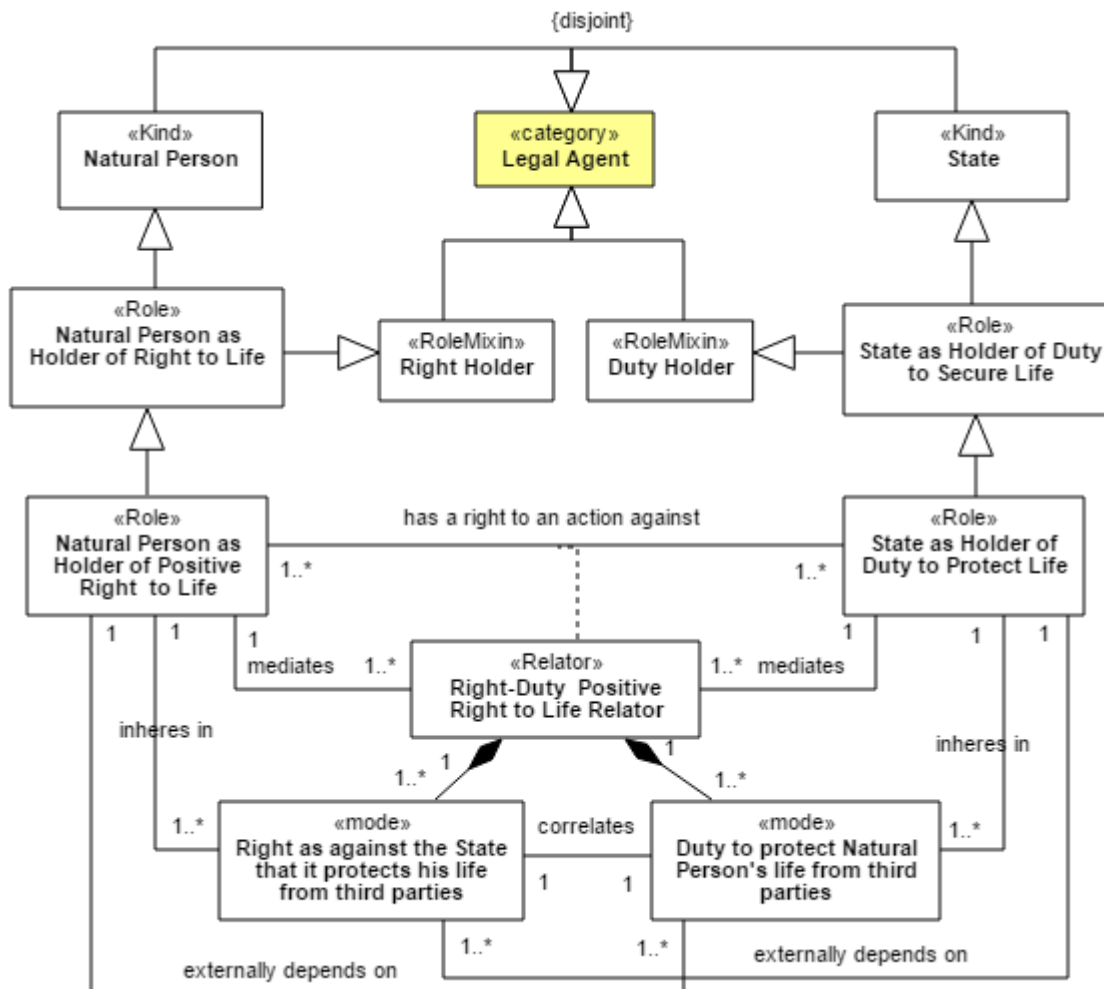 {disjoint}
«Kind»
Natural Person
«category»
Legal Agent
«Kind»
State
«Role»
Natural Person as
Holder of Right to Life
«RoleMixin»
Right Holder
«RoleMixin»
Duty Holder
«Role»
State as Holder of Duty
to Secure Life
«Role»
Natural Person as
Holder of Positive
Right to Life
has a right to an action against
1..*
1..*
«Role»
State as Holder of
Duty to Protect Life
1
1
1
mediates
1..*
«Relator»
Right-Duty Positive
Right to Life Relator
1..*
mediates
1
1
1
inheres in
inheres in
1
1..*
1
1..*
1..*
«mode»
Right as against the State
that it protects his life
from third parties
correlates
1
1
«mode»
Duty to protect Natural
Person's life from third
parties
1..*
1..*
1..*
externally depends on
externally depends on